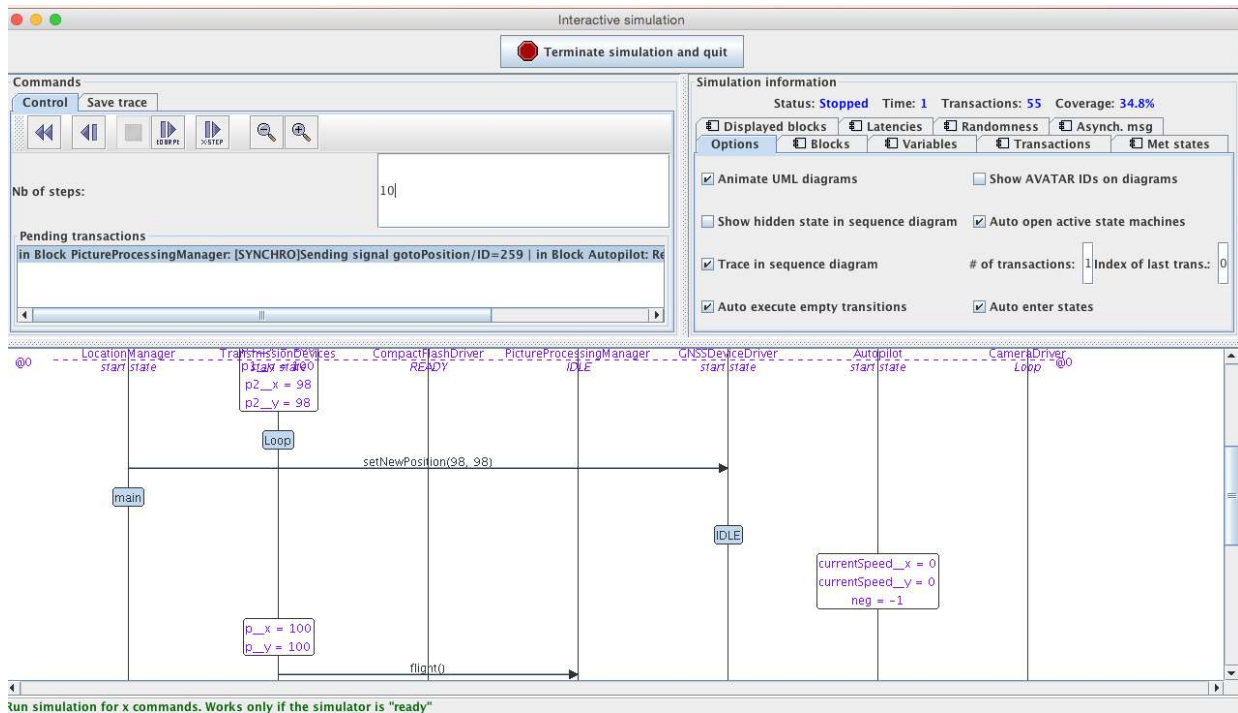 Interactive simulation
Terminate simulation and quit
Commands
Control Save trace
TO BRPt X-STEP
Nb of steps:
10
Pending transactions
in Block PictureProcessingManager: [SYNCHRO]Sending signal gotoPosition/ID=259 | in Block Autopilot: Re
Simulation information
Status: Stopped Time: 1 Transactions: 55 Coverage: 34.8%
Displayed blocks Latencies Randomness Asynch. msg
Options Blocks Variables Transactions Met states
Animate UML diagrams Show AVATAR IDs on diagrams
Show hidden state in sequence diagram Auto open active state machines
Trace in sequence diagram # of transactions: 1 Index of last trans.: 0
Auto execute empty transitions Auto enter states
LocationManager TransmissionDevices CompactFlashDriver PictureProcessingManager GNSSDeviceDriver Autopilot CameraDriver
@0 start state start state READY IDLE start state start state Loop @0
p2__x = 98
p2__y = 98
Loop
setNewPosition(98, 98)
main
IDLE
currentSpeed__x = 0
currentSpeed__y = 0
neg = -1
p__x = 100
p__y = 100
flight()
Run simulation for x commands. Works only if the simulator is "ready"